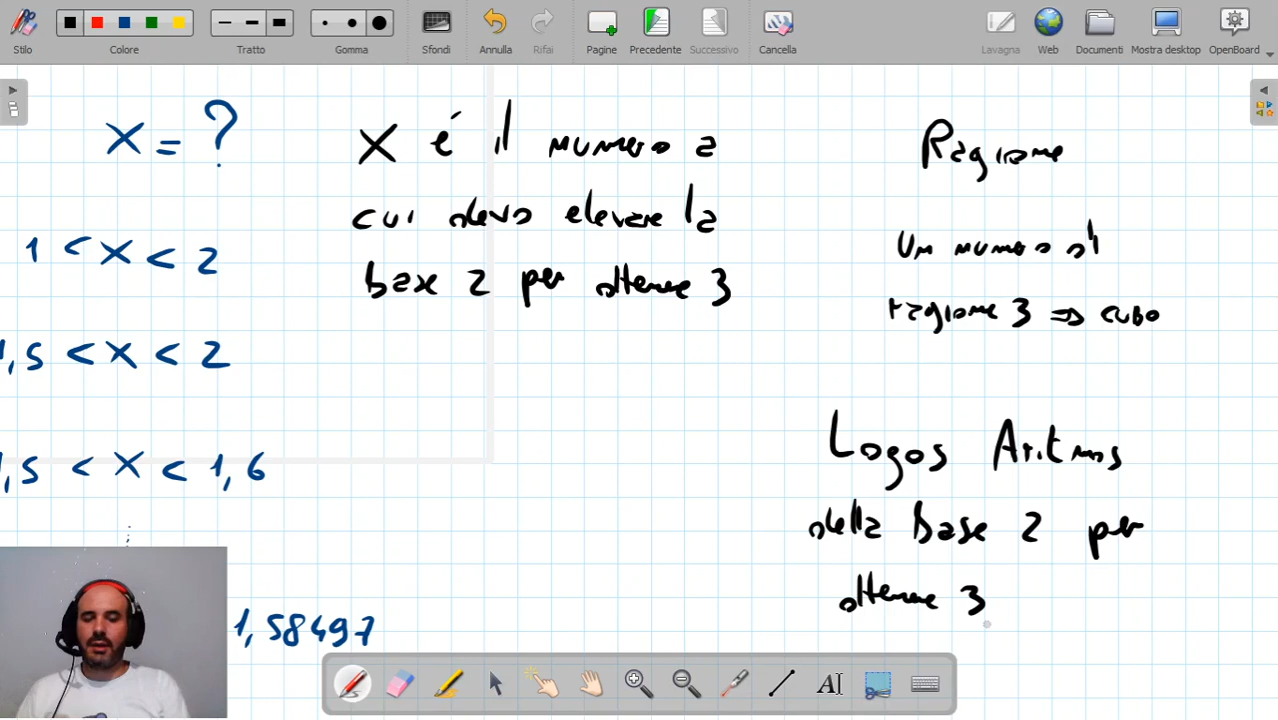 Stilo
Colore
Tratto
Gomma
Sfondi
Annulla
Rifai
Pagine
Precedente
Successivo
Cancella
Lavagna
Web
Documenti
Mostra desktop
OpenBoard
x = ?
1 < x < 2
1,5 < x < 2
1,5 < x < 1,6
1,58497
X é il numero a
cui devo elevare la
base 2 per ottenere 3
Ragione
Un numero di
ragione 3 ⇒ cubo
Logos Aritmos
della base 2 per
ottenere 3
AI